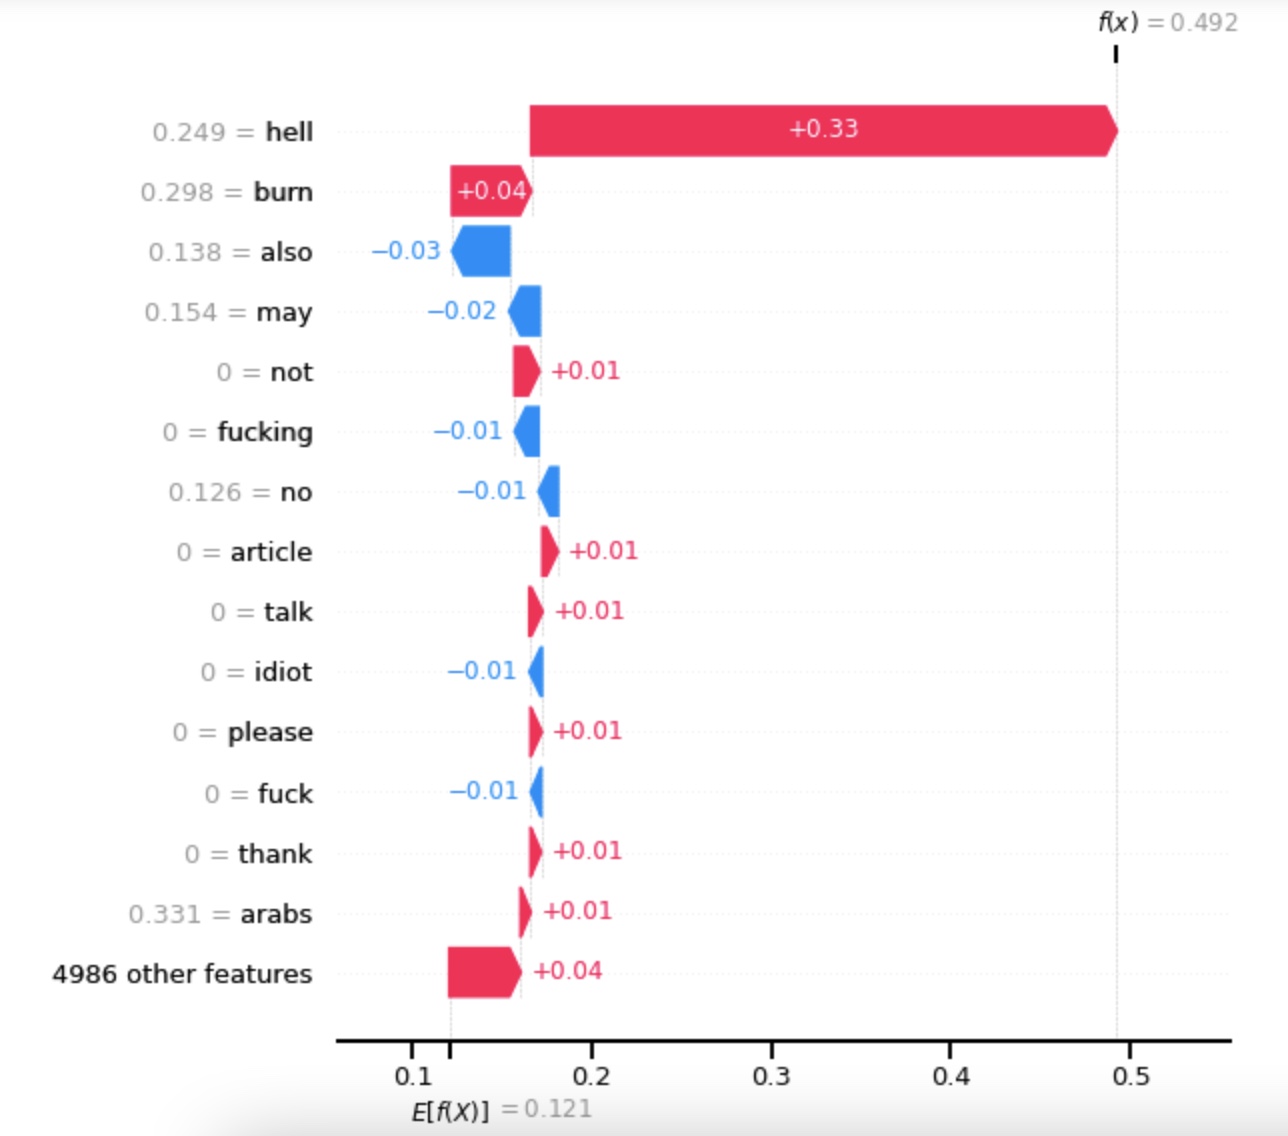 f(x) = 0.492
0.249 = hell +0.33
0.298 = burn +0.04
0.138 = also −0.03
0.154 = may −0.02
0 = not +0.01
0 = fucking −0.01
0.126 = no −0.01
0 = article +0.01
0 = talk +0.01
0 = idiot −0.01
0 = please +0.01
0 = fuck −0.01
0 = thank +0.01
0.331 = arabs +0.01
4986 other features +0.04
0.1 0.2 0.3 0.4 0.5
E[f(X)] = 0.121